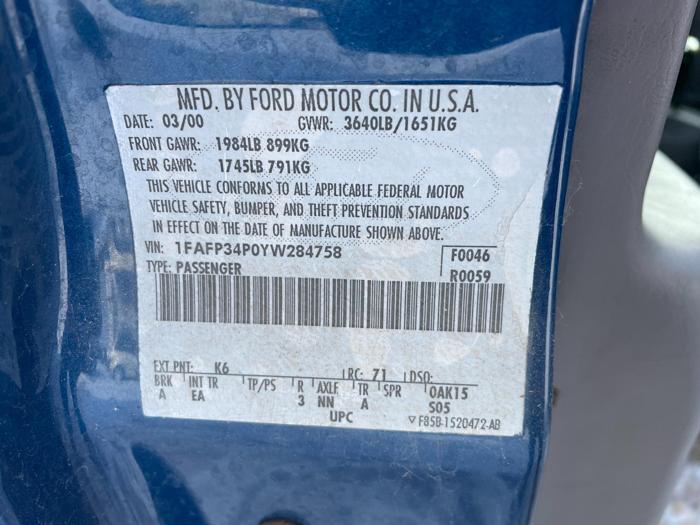 MFD. BY FORD MOTOR CO. IN U.S.A.
DATE: 03/00 GVWR: 3640LB/1651KG
FRONT GAWR: 1984LB 899KG
REAR GAWR: 1745LB 791KG
THIS VEHICLE CONFORMS TO ALL APPLICABLE FEDERAL MOTOR
VEHICLE SAFETY, BUMPER, AND THEFT PREVENTION STANDARDS
IN EFFECT ON THE DATE OF MANUFACTURE SHOWN ABOVE.
VIN: 1FAFP34P0YW284758 F0046
TYPE: PASSENGER R0059
EXT PNT: K6 RC: 71 DSO:
BRK INT TR TP/PS R AXLE TR SPR 0AK15
A EA 3 NN A S05
UPC ▽F85B-1520472-AB